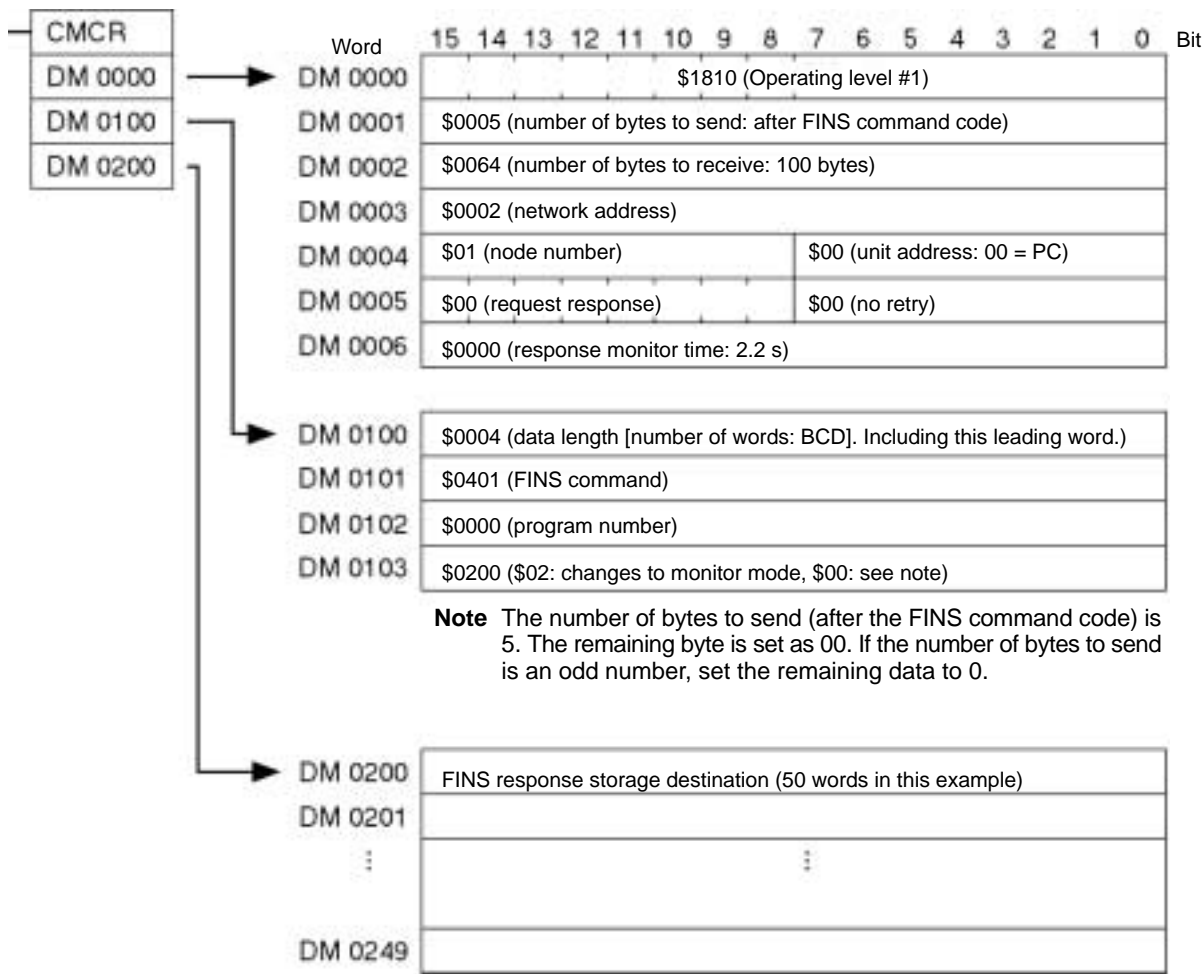 CMCR
DM 0000
DM 0100
DM 0200
Word 15 14 13 12 11 10 9 8 7 6 5 4 3 2 1 0 Bit
DM 0000 $1810 (Operating level #1)
DM 0001 $0005 (number of bytes to send: after FINS command code)
DM 0002 $0064 (number of bytes to receive: 100 bytes)
DM 0003 $0002 (network address)
DM 0004 $01 (node number) $00 (unit address: 00 = PC)
DM 0005 $00 (request response) $00 (no retry)
DM 0006 $0000 (response monitor time: 2.2 s)
DM 0100 $0004 (data length [number of words: BCD]. Including this leading word.)
DM 0101 $0401 (FINS command)
DM 0102 $0000 (program number)
DM 0103 $0200 ($02: changes to monitor mode, $00: see note)
Note The number of bytes to send (after the FINS command code) is
5. The remaining byte is set as 00. If the number of bytes to send
is an odd number, set the remaining data to 0.
DM 0200 FINS response storage destination (50 words in this example)
DM 0201
⋮ ⋮
DM 0249